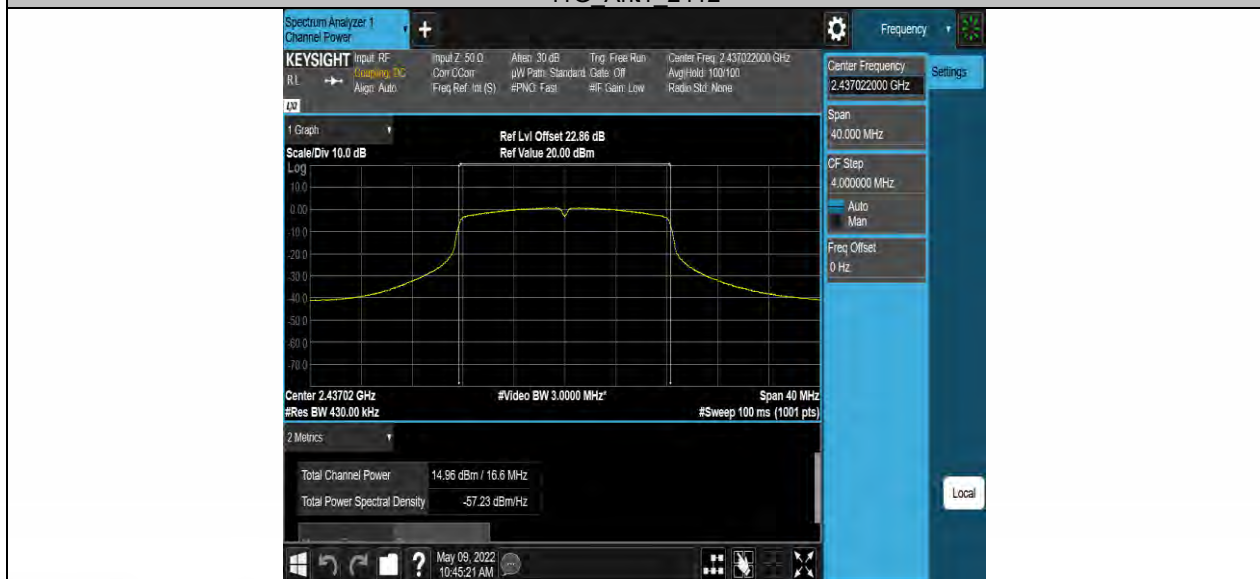 Spectrum Analyzer 1
Channel Power
Frequency
KEYSIGHT
RL
Input: RF
Coupling: DC
Align: Auto
Input Z: 50 Ω
Corr CCorr
Freq Ref: Int (S)
Atten: 30 dB
µW Path: Standard
#PNO: Fast
Trig: Free Run
Gate: Off
#IF Gain: Low
Center Freq: 2.437022000 GHz
Avg|Hold: 100/100
Radio Std: None
LXI
Center Frequency
2.437022000 GHz
Settings
Span
40.000 MHz
CF Step
4.000000 MHz
Auto
Man
Freq Offset
0 Hz
1 Graph
Scale/Div 10.0 dB
Ref Lvl Offset 22.86 dB
Ref Value 20.00 dBm
Log
10.0
0.00
-10.0
-20.0
-30.0
-40.0
-50.0
-60.0
-70.0
Center 2.43702 GHz
#Video BW 3.0000 MHz*
Span 40 MHz
#Res BW 430.00 kHz
#Sweep 100 ms (1001 pts)
2 Metrics
Total Channel Power 14.96 dBm / 16.6 MHz
Total Power Spectral Density -57.23 dBm/Hz
Local
May 09, 2022
10:45:21 AM